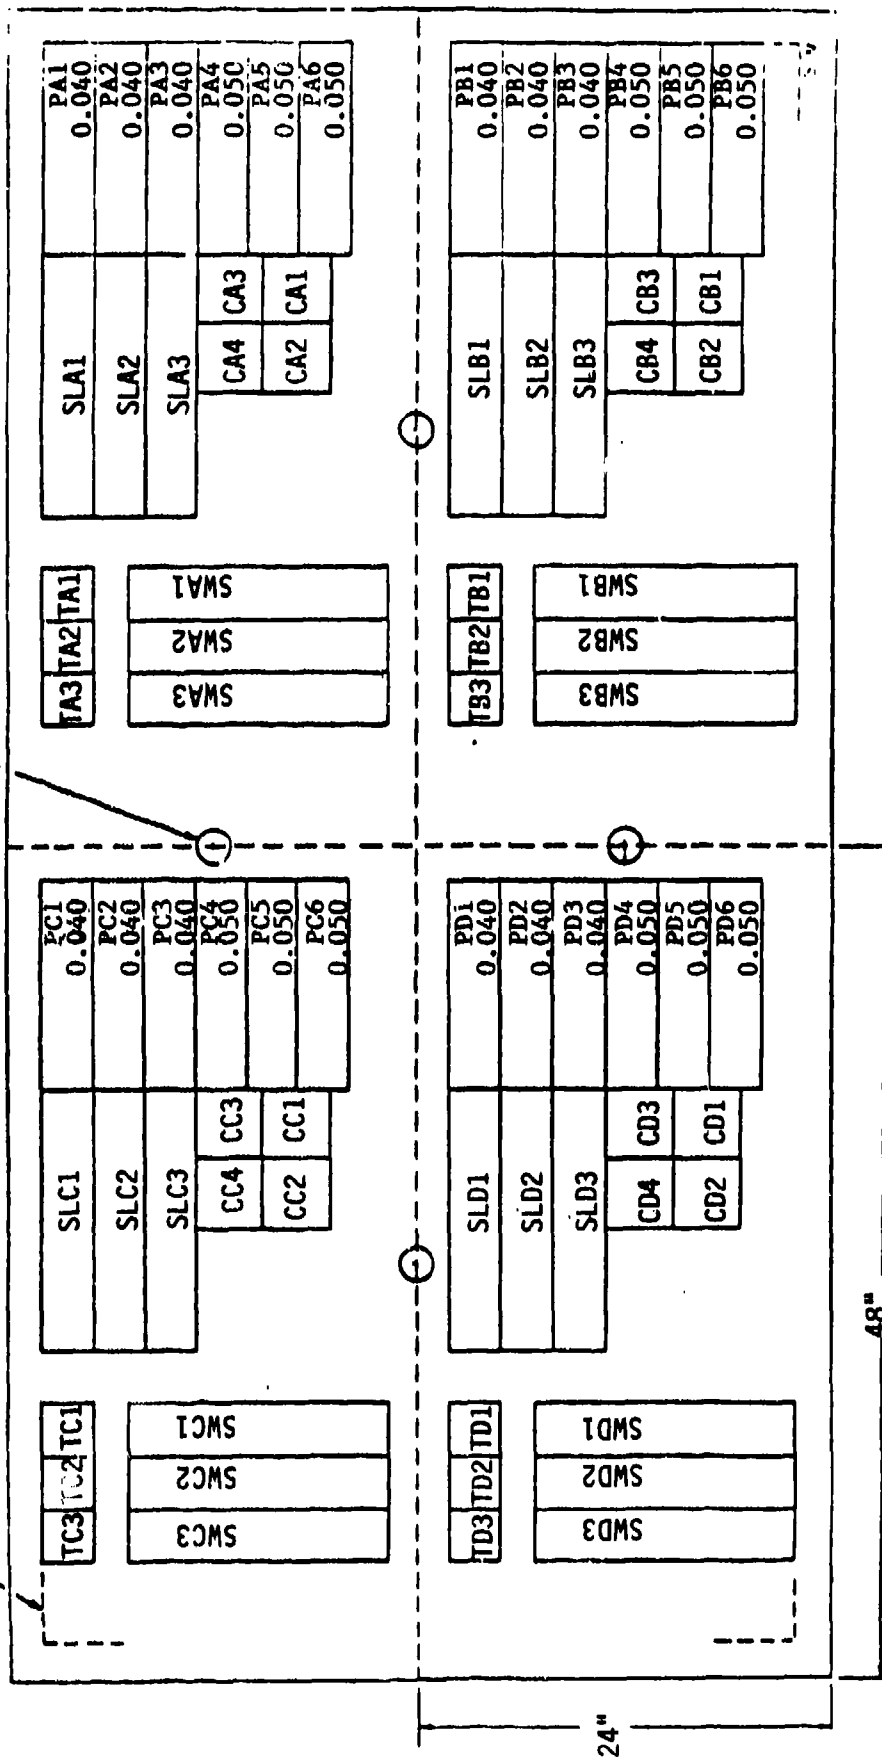 TC3 TC2 TC1
SWC1
SWC2
SWC3
SLC1
SLC2
SLC3
CC4 CC3
CC2 CC1
PC1
0.040
PC2
0.040
PC3
0.040
PC4
0.050
PC5
0.050
PC6
0.050
TA3 TA2 TA1
SWA1
SWA2
SWA3
SLA1
SLA2
SLA3
CA4 CA3
CA2 CA1
PA1
0.040
PA2
0.040
PA3
0.040
PA4
0.050
PA5
0.050
PA6
0.050
TD3 TD2 TD1
SWD1
SWD2
SWD3
SLD1
SLD2
SLD3
CD4 CD3
CD2 CD1
PD1
0.040
PD2
0.040
PD3
0.040
PD4
0.050
PD5
0.050
PD6
0.050
TB3 TB2 TB1
SWB1
SWB2
SWB3
SLB1
SLB2
SLB3
CB4 CB3
CB2 CB1
PB1
0.040
PB2
0.040
PB3
0.040
PB4
0.050
PB5
0.050
PB6
0.050
24"
48"